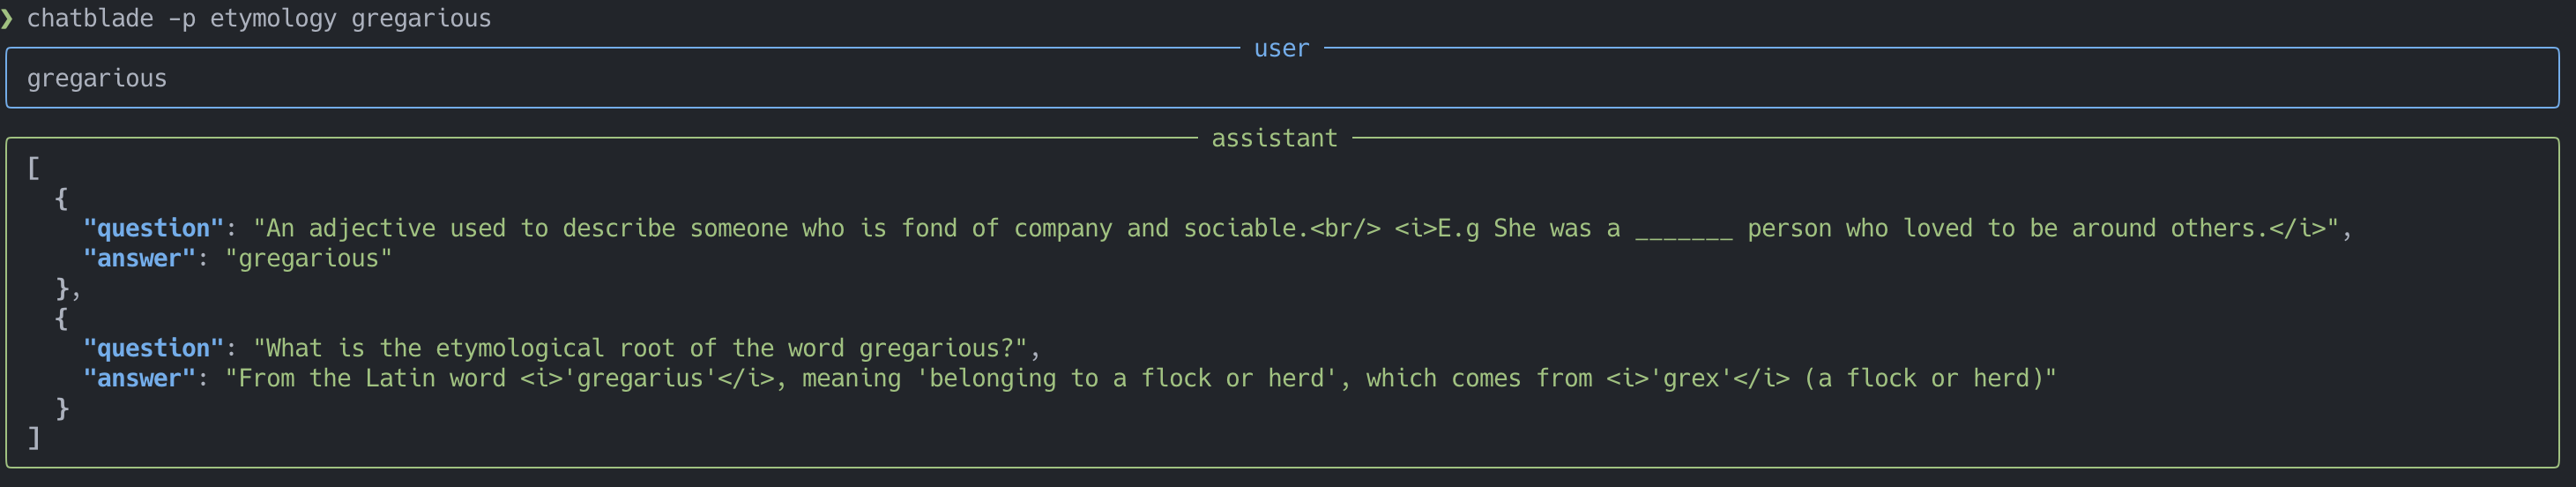 ❯ chatblade -p etymology gregarious
user
gregarious
assistant
[
  {
    "question": "An adjective used to describe someone who is fond of company and sociable.<br/> <i>E.g She was a _______ person who loved to be around others.</i>",
    "answer": "gregarious"
  },
  {
    "question": "What is the etymological root of the word gregarious?",
    "answer": "From the Latin word <i>'gregarius'</i>, meaning 'belonging to a flock or herd', which comes from <i>'grex'</i> (a flock or herd)"
  }
]